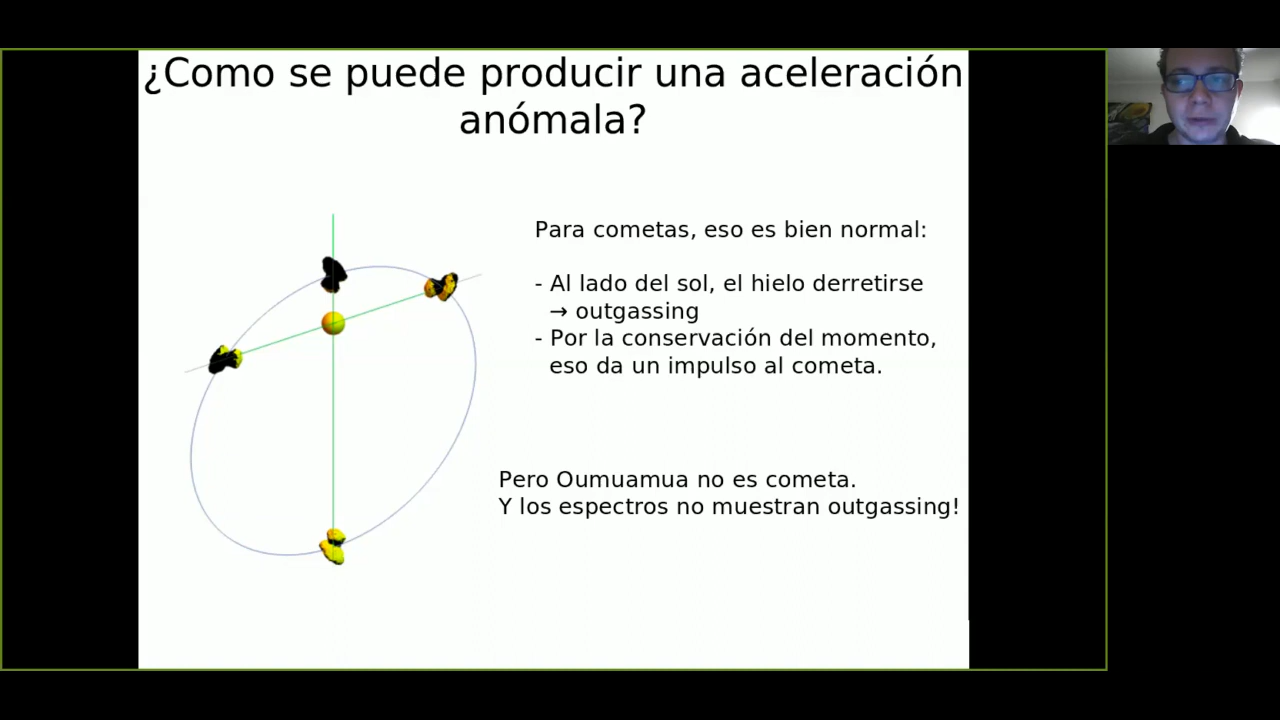 ¿Como se puede producir una aceleración
anómala?
Para cometas, eso es bien normal:
- Al lado del sol, el hielo derretirse
→ outgassing
- Por la conservación del momento,
eso da un impulso al cometa.
Pero Oumuamua no es cometa.
Y los espectros no muestran outgassing!